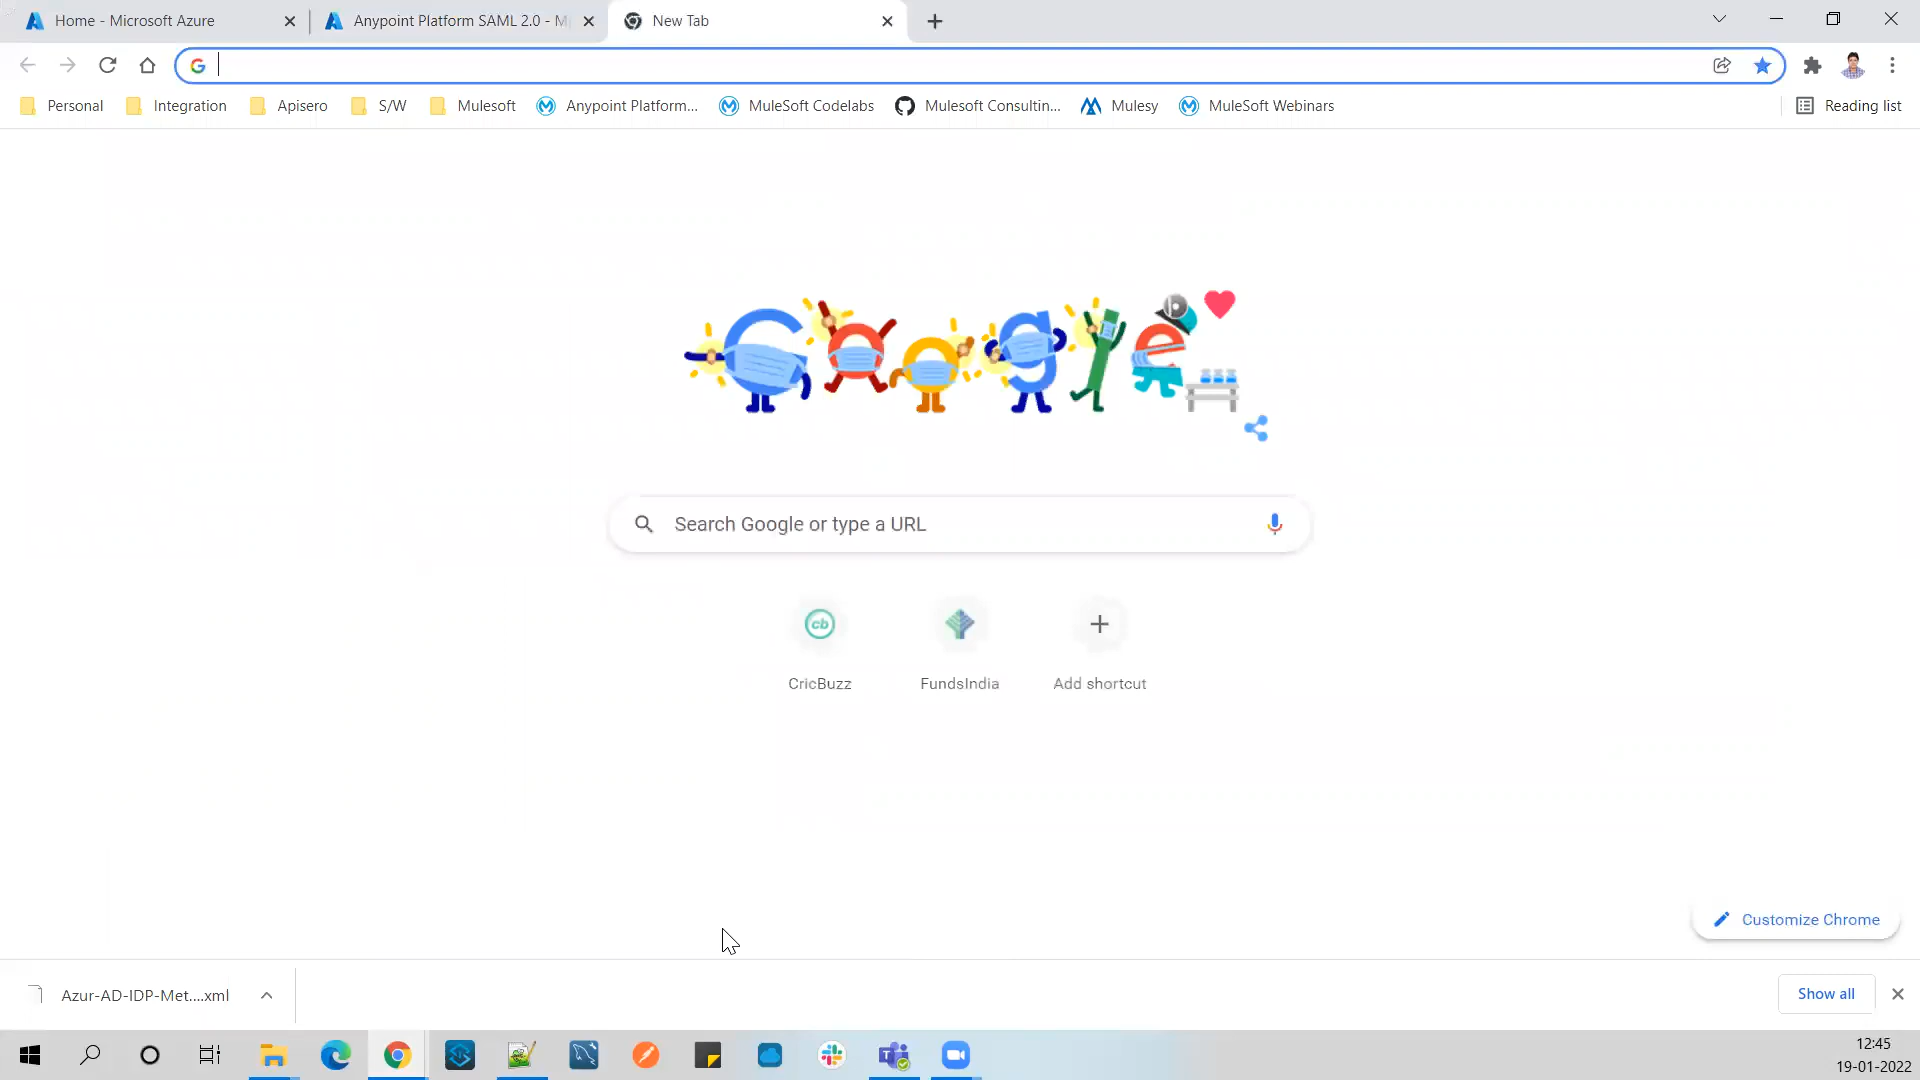 Home - Microsoft Azure
Anypoint Platform SAML 2.0 - M
New Tab
Personal
Integration
Apisero
S/W
Mulesoft
Anypoint Platform...
MuleSoft Codelabs
Mulesoft Consultin...
Mulesy
MuleSoft Webinars
Reading list
Google
Search Google or type a URL
cb
CricBuzz
FundsIndia
Add shortcut
Customize Chrome
Azur-AD-IDP-Met....xml
Show all
12:45
19-01-2022